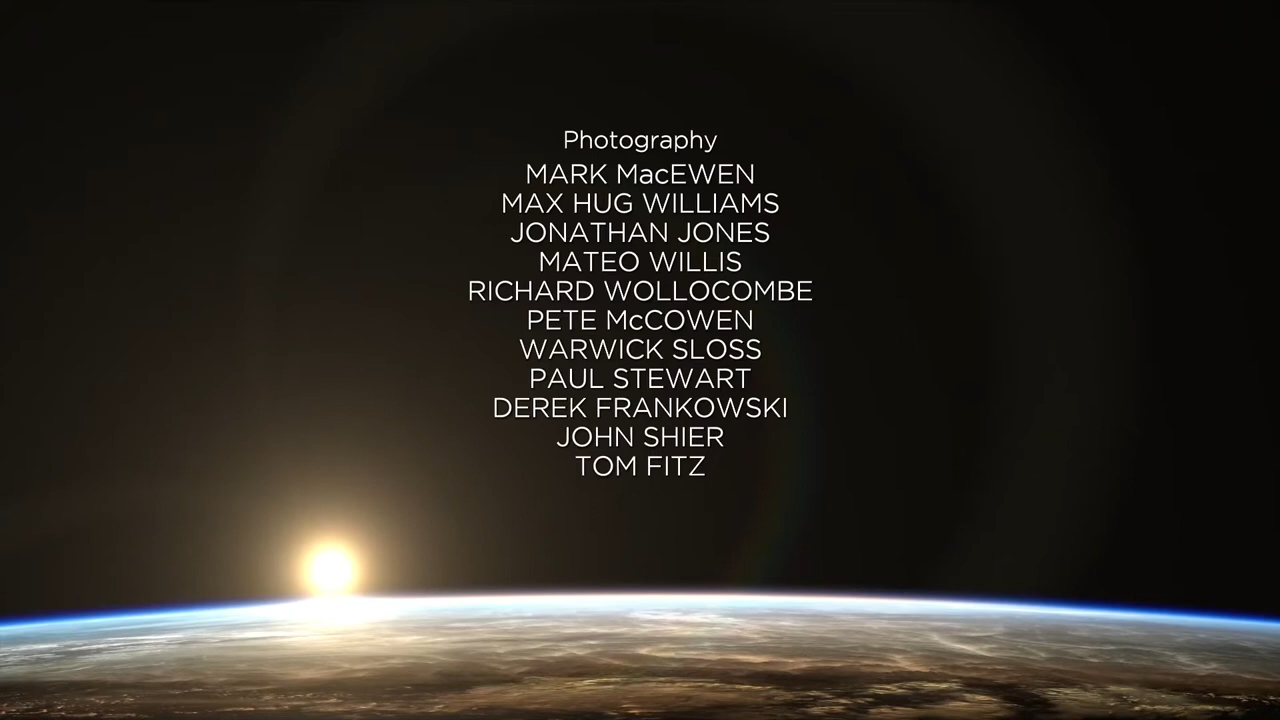 Photography
MARK MacEWEN
MAX HUG WILLIAMS
JONATHAN JONES
MATEO WILLIS
RICHARD WOLLOCOMBE
PETE McCOWEN
WARWICK SLOSS
PAUL STEWART
DEREK FRANKOWSKI
JOHN SHIER
TOM FITZ